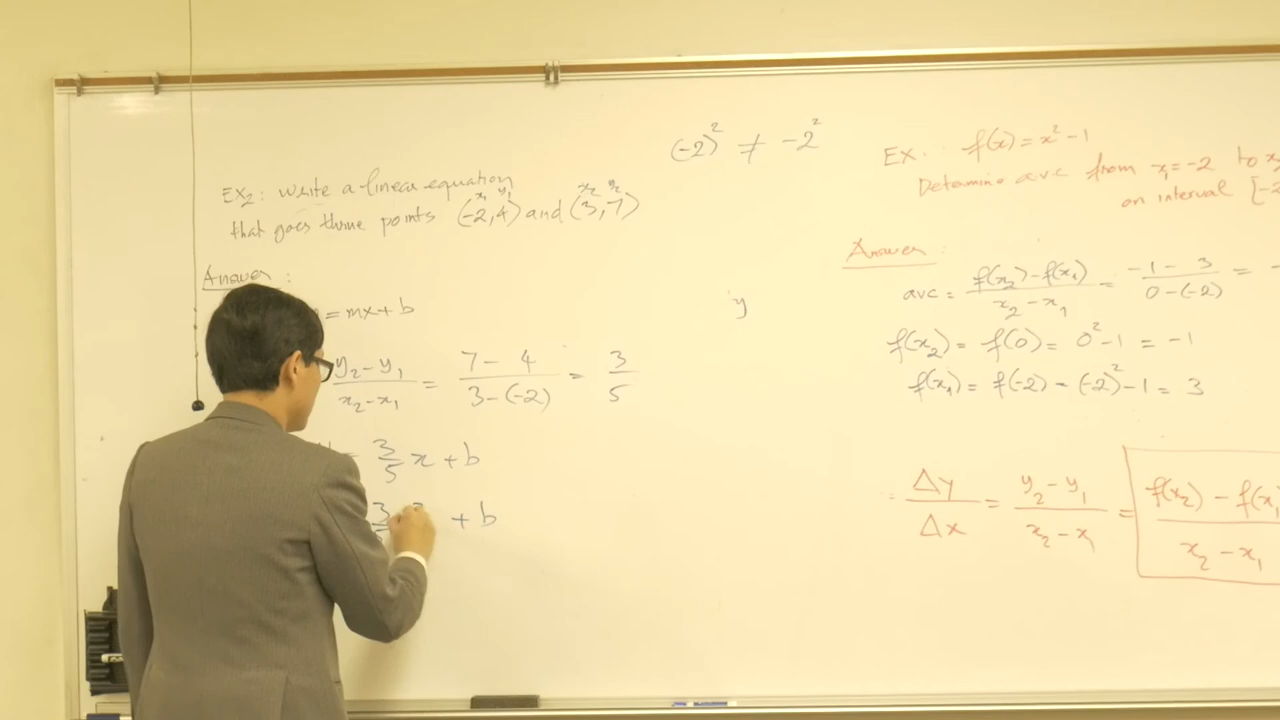 (-2)² ≠ -2²
EX2: Write a linear equation
x₁ y₁ x₂ y₂
that goes throue points (-2,4) and (3,7)
Answer :
= mx + b
y₂-y₁ / x₂-x₁ = 7 - 4 / 3-(-2) = 3/5
= 3/5 x + b
3 + b
y
EX: f(x) = x² - 1
Determine avc from x₁=-2 to
on interval [-2
Answer :
avc = f(x₂)-f(x₁) / x₂-x₁ = -1 - 3 / 0-(-2) = -
f(x₂) = f(0) = 0²-1 = -1
f(x₁) = f(-2) = (-2)²-1 = 3
Δy / Δx = y₂-y₁ / x₂-x₁ = f(x₂) - f(x₁ / x₂-x₁